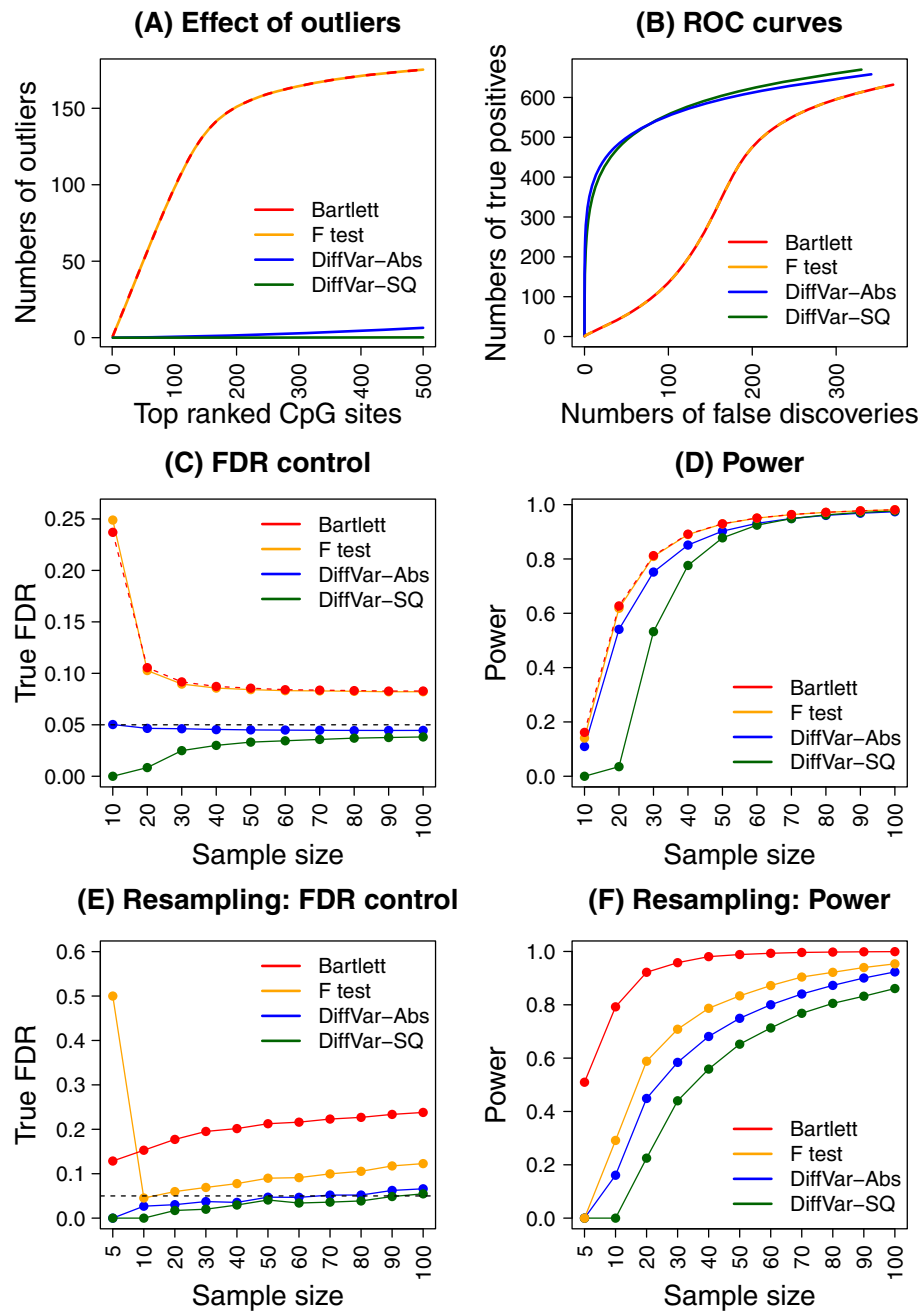 (A) Effect of outliers
Numbers of outliers
150
100
50
0
Bartlett
F test
DiffVar−Abs
DiffVar−SQ
0
100
200
300
400
500
Top ranked CpG sites
(B) ROC curves
Numbers of true positives
600
500
400
300
200
100
0
Bartlett
F test
DiffVar−Abs
DiffVar−SQ
0
100
200
300
Numbers of false discoveries
(C) FDR control
True FDR
0.25
0.20
0.15
0.10
0.05
0.00
Bartlett
F test
DiffVar−Abs
DiffVar−SQ
10
20
30
40
50
60
70
80
90
100
Sample size
(D) Power
Power
1.0
0.8
0.6
0.4
0.2
0.0
Bartlett
F test
DiffVar−Abs
DiffVar−SQ
10
20
30
40
50
60
70
80
90
100
Sample size
(E) Resampling: FDR control
True FDR
0.6
0.5
0.4
0.3
0.2
0.1
0.0
Bartlett
F test
DiffVar−Abs
DiffVar−SQ
5
10
20
30
40
50
60
70
80
90
100
Sample size
(F) Resampling: Power
Power
1.0
0.8
0.6
0.4
0.2
0.0
Bartlett
F test
DiffVar−Abs
DiffVar−SQ
5
10
20
30
40
50
60
70
80
90
100
Sample size